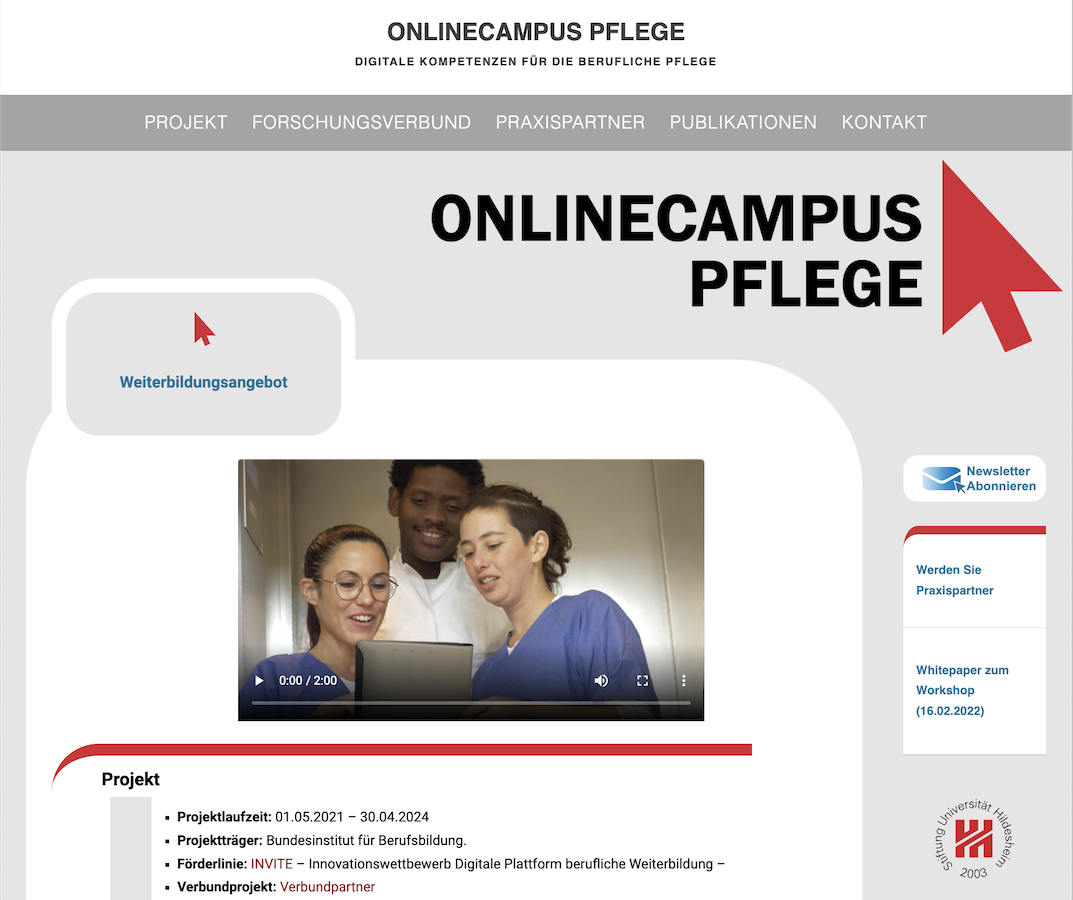 ONLINECAMPUS PFLEGE
DIGITALE KOMPETENZEN FÜR DIE BERUFLICHE PFLEGE
PROJEKT FORSCHUNGSVERBUND PRAXISPARTNER PUBLIKATIONEN KONTAKT
ONLINECAMPUS
PFLEGE
Weiterbildungsangebot
0:00 / 2:00
Newsletter
Abonnieren
Werden Sie
Praxispartner
Whitepaper zum
Workshop
(16.02.2022)
Projekt
Projektlaufzeit: 01.05.2021 – 30.04.2024
Projektträger: Bundesinstitut für Berufsbildung.
Förderlinie: INVITE – Innovationswettbewerb Digitale Plattform berufliche Weiterbildung –
Verbundprojekt: Verbundpartner
Stiftung Universität Hildesheim
2003